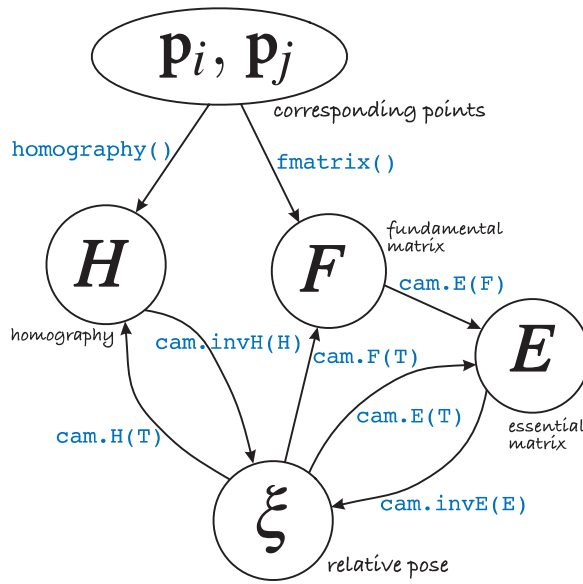 pᵢ, pⱼ
corresponding points
homography()
fmatrix()
H
homography
F
fundamental
matrix
cam.E(F)
cam.invH(H)
cam.F(T)
E
essential
matrix
cam.H(T)
cam.E(T)
cam.invE(E)
ξ
relative pose